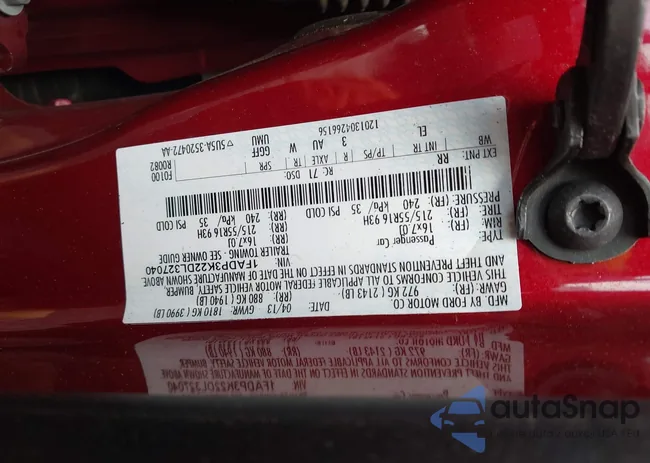 MFD. BY FORD MOTOR CO.
DATE: 04/13 GVWR: 1810 KG ( 3990 LB)
GAWR: (FR): 972 KG ( 2143 LB) (RR): 880 KG ( 1940 LB)
THIS VEHICLE CONFORMS TO ALL APPLICABLE FEDERAL MOTOR VEHICLE SAFETY, BUMPER,
AND THEFT PREVENTION STANDARDS IN EFFECT ON THE DATE OF MANUFACTURE SHOWN ABOVE.
VIN: 1FADP3K22DL327040
TYPE: Passenger Car TRAILER TOWING - SEE OWNER GUIDE
RIM: (FR): 16x7.0J (RR): 16x7.0J
TIRE: (FR): 215/55R16 93H (RR): 215/55R16 93H
PRESSURE: (FR): 240 kPa/ 35 PSI COLD (RR): 240 kPa/ 35 PSI COLD
F0100
R0082
EXT PNT: RR RC: 71 DSO:
WB INT TR TP/PS R AXLE TR SPR
EL 3 AU W GGFF UMU
1201304266156 ▽5U5A-3520472-AA
autoSnap